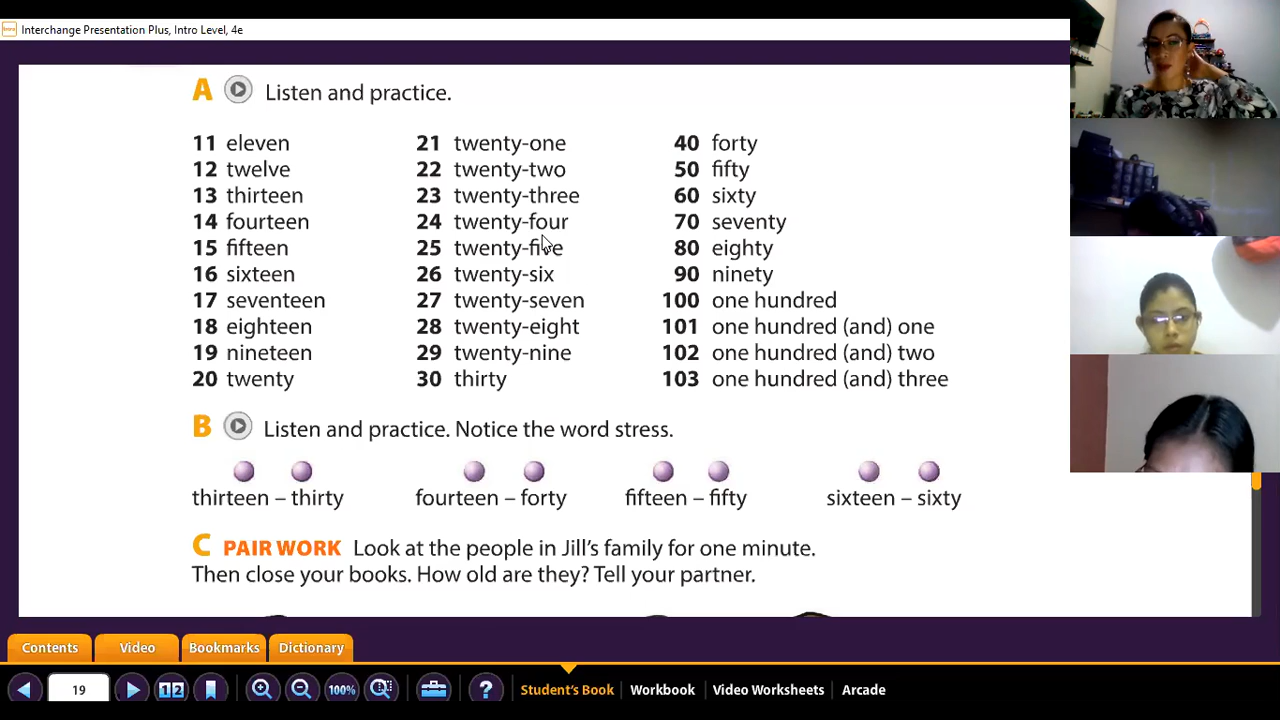 Interchange Presentation Plus, Intro Level, 4e
A Listen and practice.
11 eleven 21 twenty-one 40 forty
12 twelve 22 twenty-two 50 fifty
13 thirteen 23 twenty-three 60 sixty
14 fourteen 24 twenty-four 70 seventy
15 fifteen 25 twenty-five 80 eighty
16 sixteen 26 twenty-six 90 ninety
17 seventeen 27 twenty-seven 100 one hundred
18 eighteen 28 twenty-eight 101 one hundred (and) one
19 nineteen 29 twenty-nine 102 one hundred (and) two
20 twenty 30 thirty 103 one hundred (and) three
B Listen and practice. Notice the word stress.
thirteen – thirty fourteen – forty fifteen – fifty sixteen – sixty
C PAIR WORK Look at the people in Jill's family for one minute.
Then close your books. How old are they? Tell your partner.
Contents Video Bookmarks Dictionary
19 12 100% ? Student's Book Workbook Video Worksheets Arcade